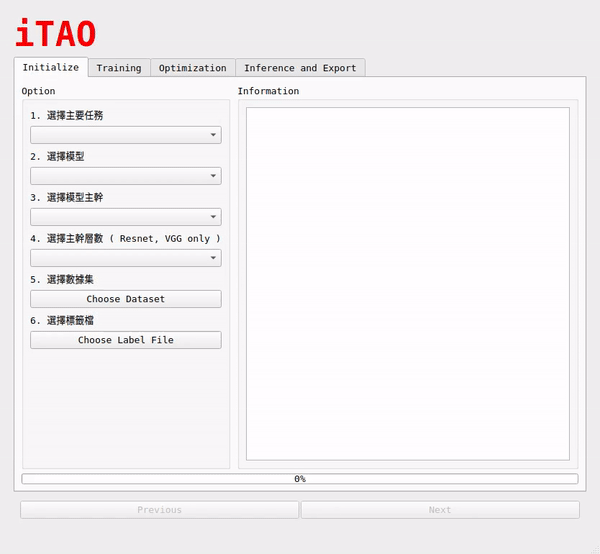 iTAO
Initialize Training Optimization Inference and Export
Option Information
1. 選擇主要任務
2. 選擇模型
3. 選擇模型主幹
4. 選擇主幹層數 ( Resnet, VGG only )
5. 選擇數據集
Choose Dataset
6. 選擇標籤檔
Choose Label File
0%
Previous Next